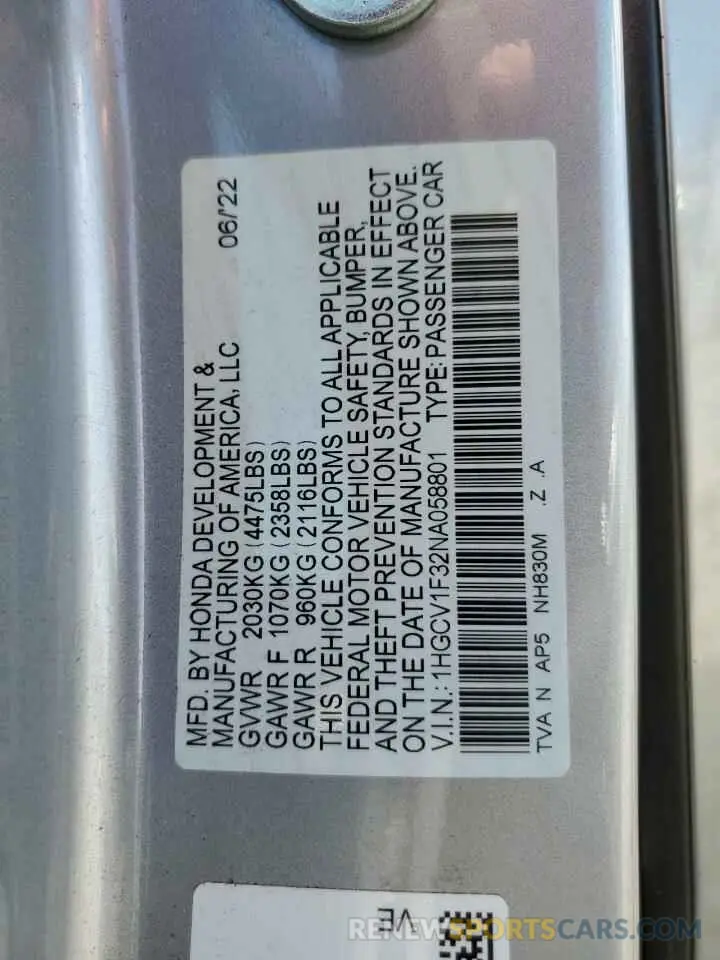 MFD. BY HONDA DEVELOPMENT &
MANUFACTURING OF AMERICA, LLC 06/'22
GVWR 2030KG (4475LBS)
GAWR F 1070KG (2358LBS)
GAWR R 960KG (2116LBS)
THIS VEHICLE CONFORMS TO ALL APPLICABLE
FEDERAL MOTOR VEHICLE SAFETY, BUMPER,
AND THEFT PREVENTION STANDARDS IN EFFECT
ON THE DATE OF MANUFACTURE SHOWN ABOVE.
V.I.N.: 1HGCV1F32NA058801 TYPE: PASSENGER CAR
TVA N AP5 NH830M .Z .A
NEWSPORTSCARS.COM